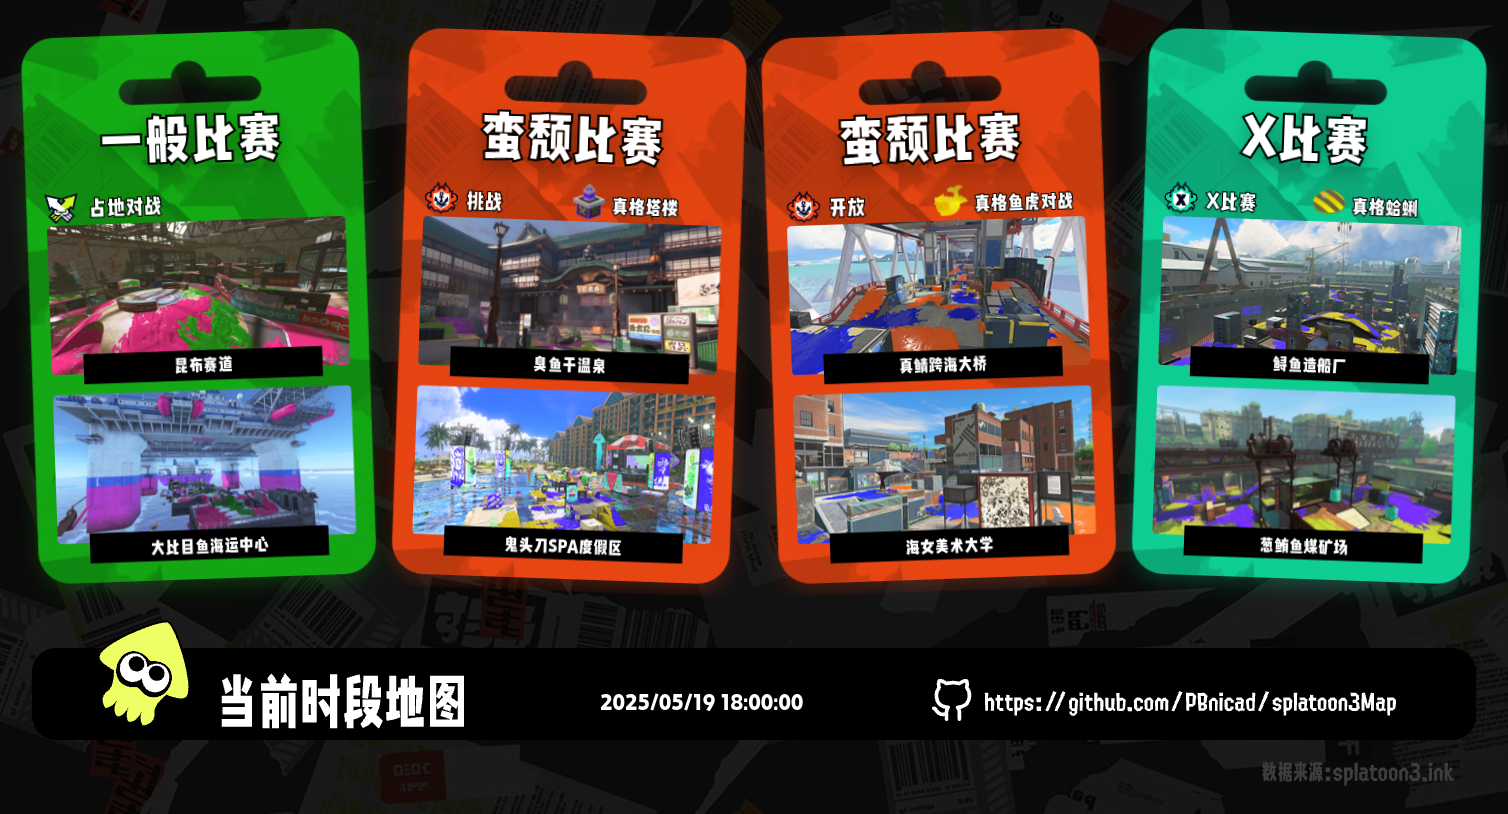 一般比赛
占地对战
昆布赛道
大比目鱼海运中心
蛮颓比赛
挑战
真格塔楼
臭鱼干温泉
鬼头刀SPA度假区
蛮颓比赛
开放
真格鱼虎对战
真鲭跨海大桥
海女美术大学
X比赛
X比赛
真格蛤蜊
鲟鱼造船厂
葱鲔鱼煤矿场
当前时段地图
2025/05/19 18:00:00
https://github.com/PBnicad/splatoon3Map
数据来源:splatoon3.ink